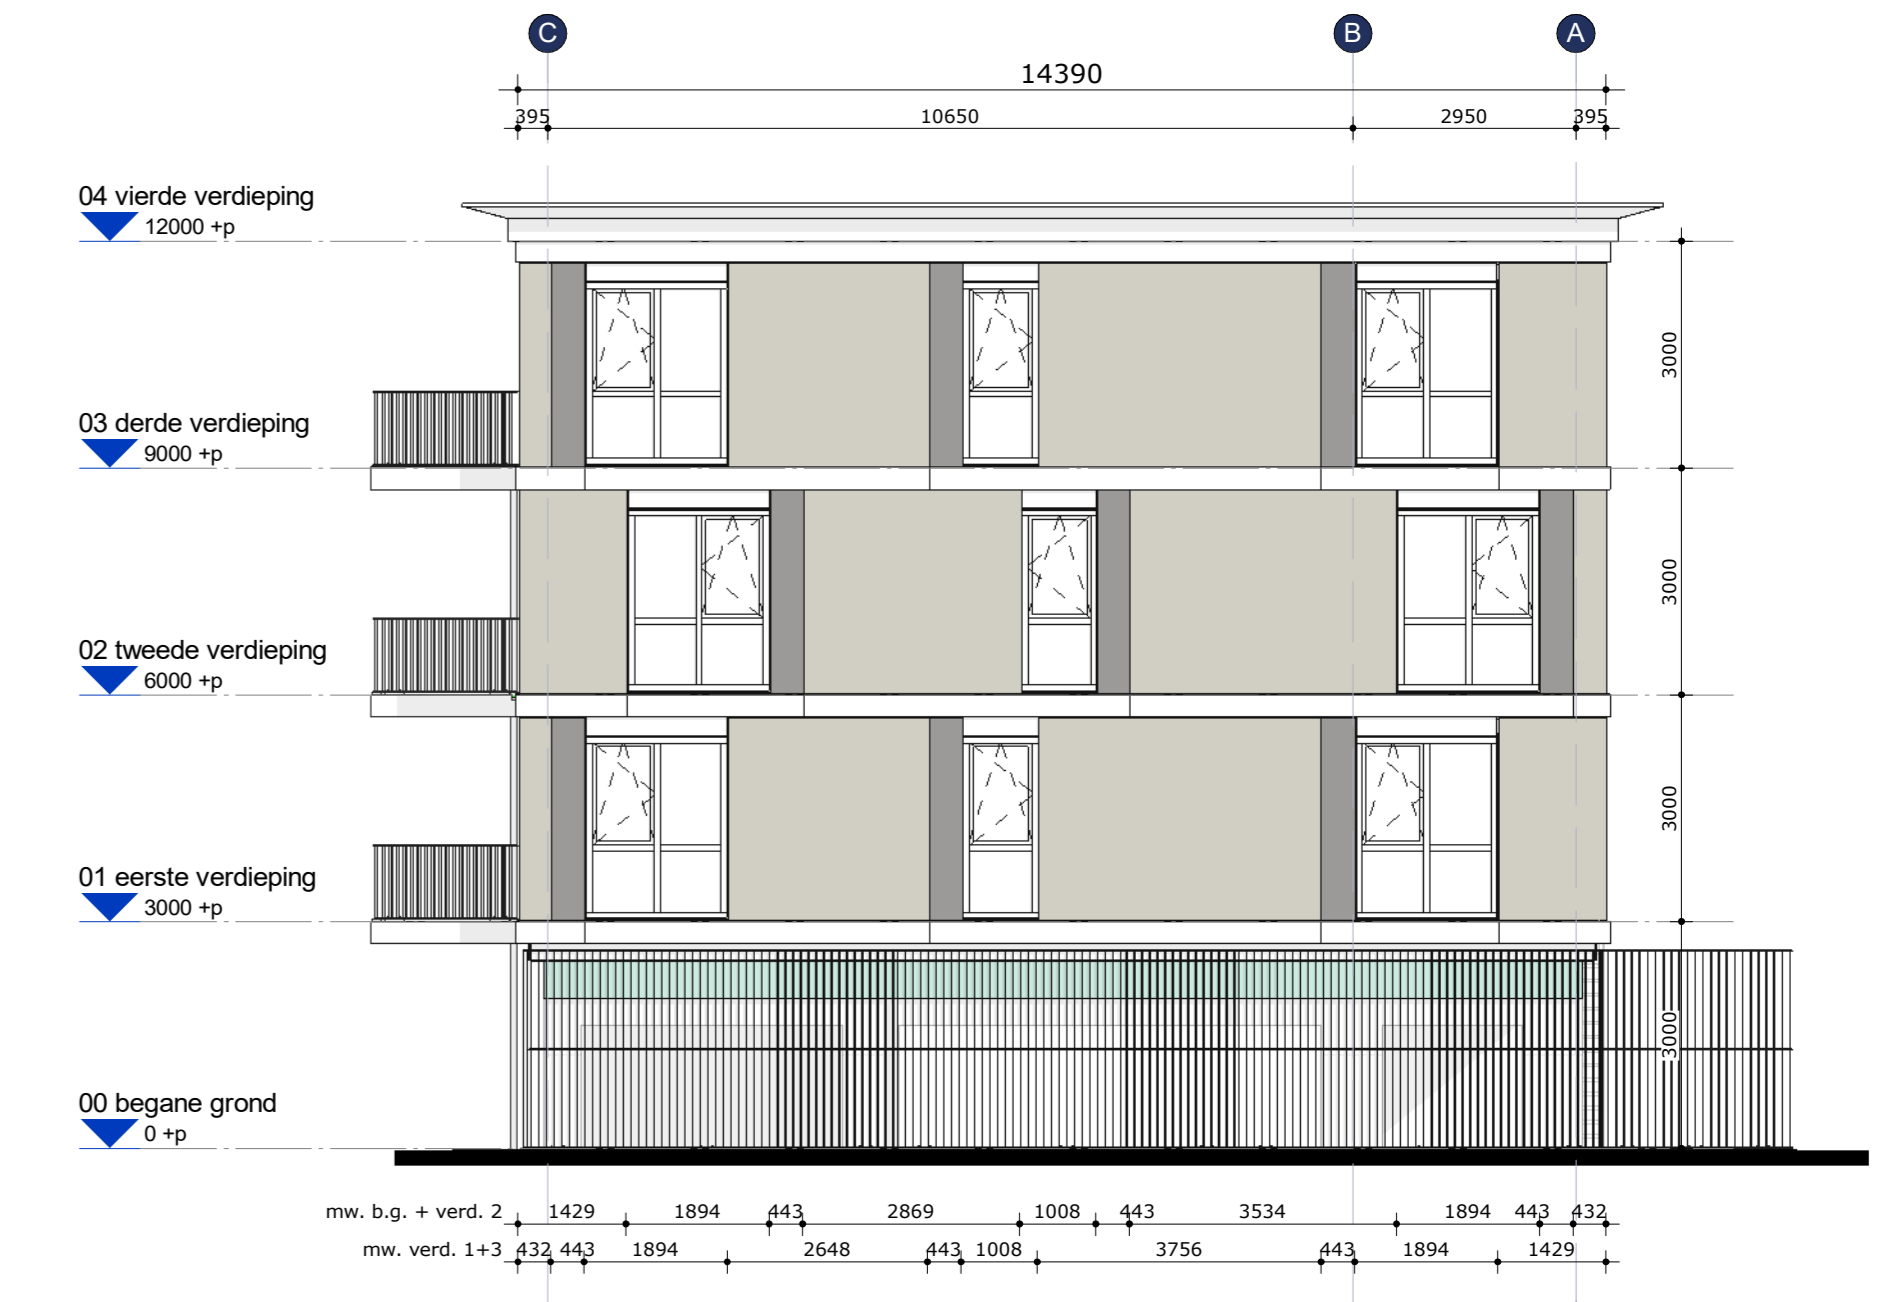 C B A
14390
395 10650 2950 395
04 vierde verdieping
12000 +p
3000
03 derde verdieping
9000 +p
3000
02 tweede verdieping
6000 +p
3000
01 eerste verdieping
3000 +p
3000
00 begane grond
0 +p
mw. b.g. + verd. 2 1429 1894 443 2869 1008 443 3534 1894 443 432
mw. verd. 1+3 432 443 1894 2648 443 1008 3756 443 1894 1429